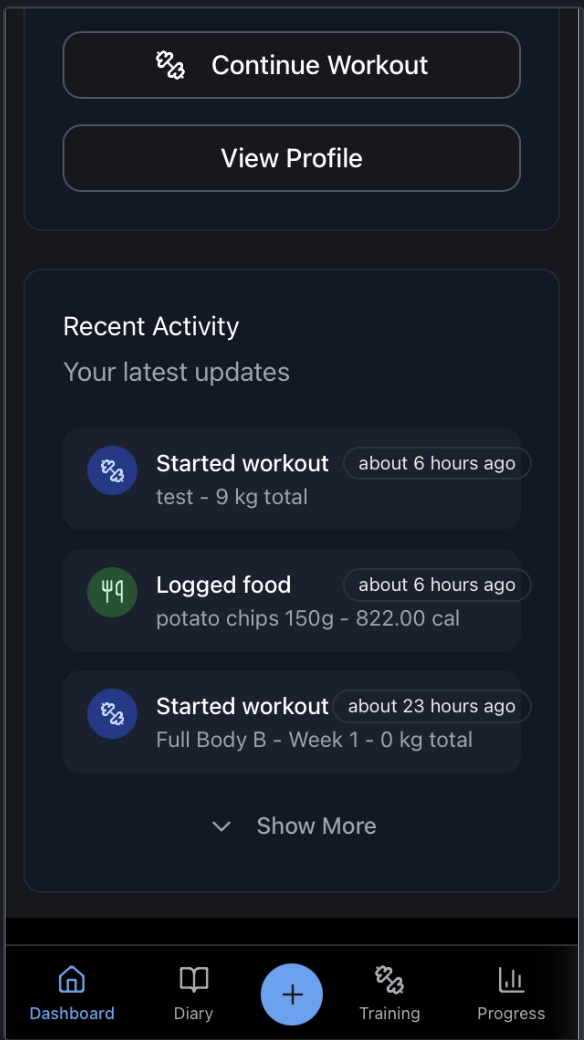 Continue Workout
View Profile
Recent Activity
Your latest updates
Started workout about 6 hours ago
test - 9 kg total
Logged food about 6 hours ago
potato chips 150g - 822.00 cal
Started workout about 23 hours ago
Full Body B - Week 1 - 0 kg total
Show More
Dashboard Diary Training Progress